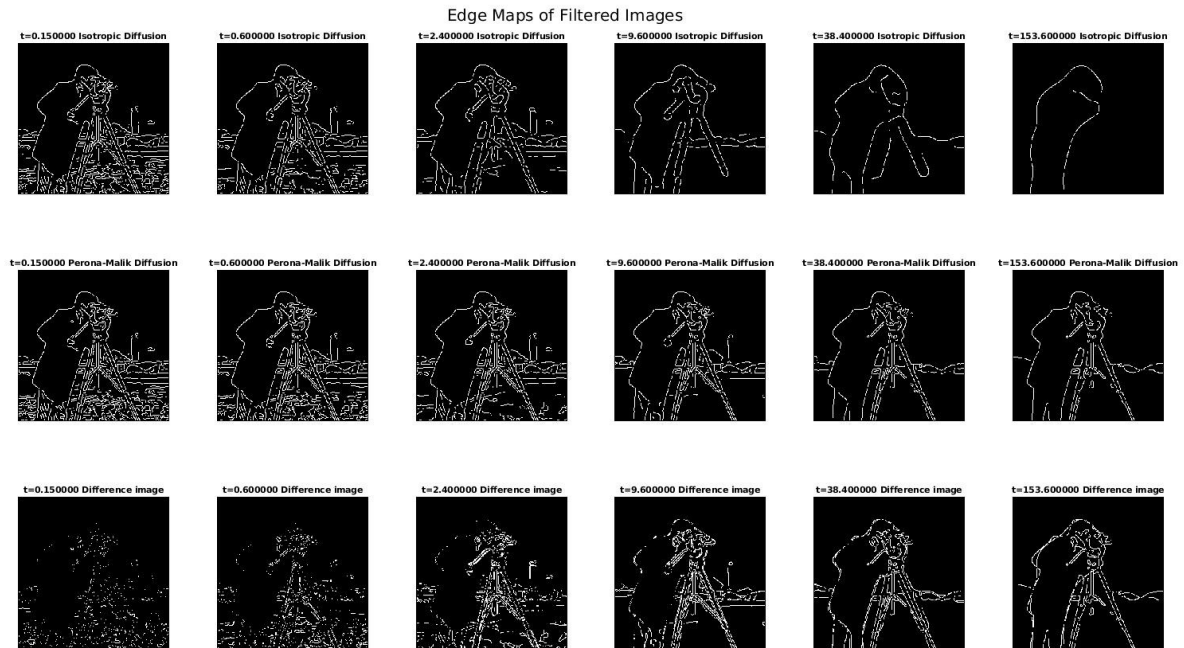 Edge Maps of Filtered Images
t=0.150000 Isotropic Diffusion
t=0.600000 Isotropic Diffusion
t=2.400000 Isotropic Diffusion
t=9.600000 Isotropic Diffusion
t=38.400000 Isotropic Diffusion
t=153.600000 Isotropic Diffusion
t=0.150000 Perona-Malik Diffusion
t=0.600000 Perona-Malik Diffusion
t=2.400000 Perona-Malik Diffusion
t=9.600000 Perona-Malik Diffusion
t=38.400000 Perona-Malik Diffusion
t=153.600000 Perona-Malik Diffusion
t=0.150000 Difference image
t=0.600000 Difference image
t=2.400000 Difference image
t=9.600000 Difference image
t=38.400000 Difference image
t=153.600000 Difference image